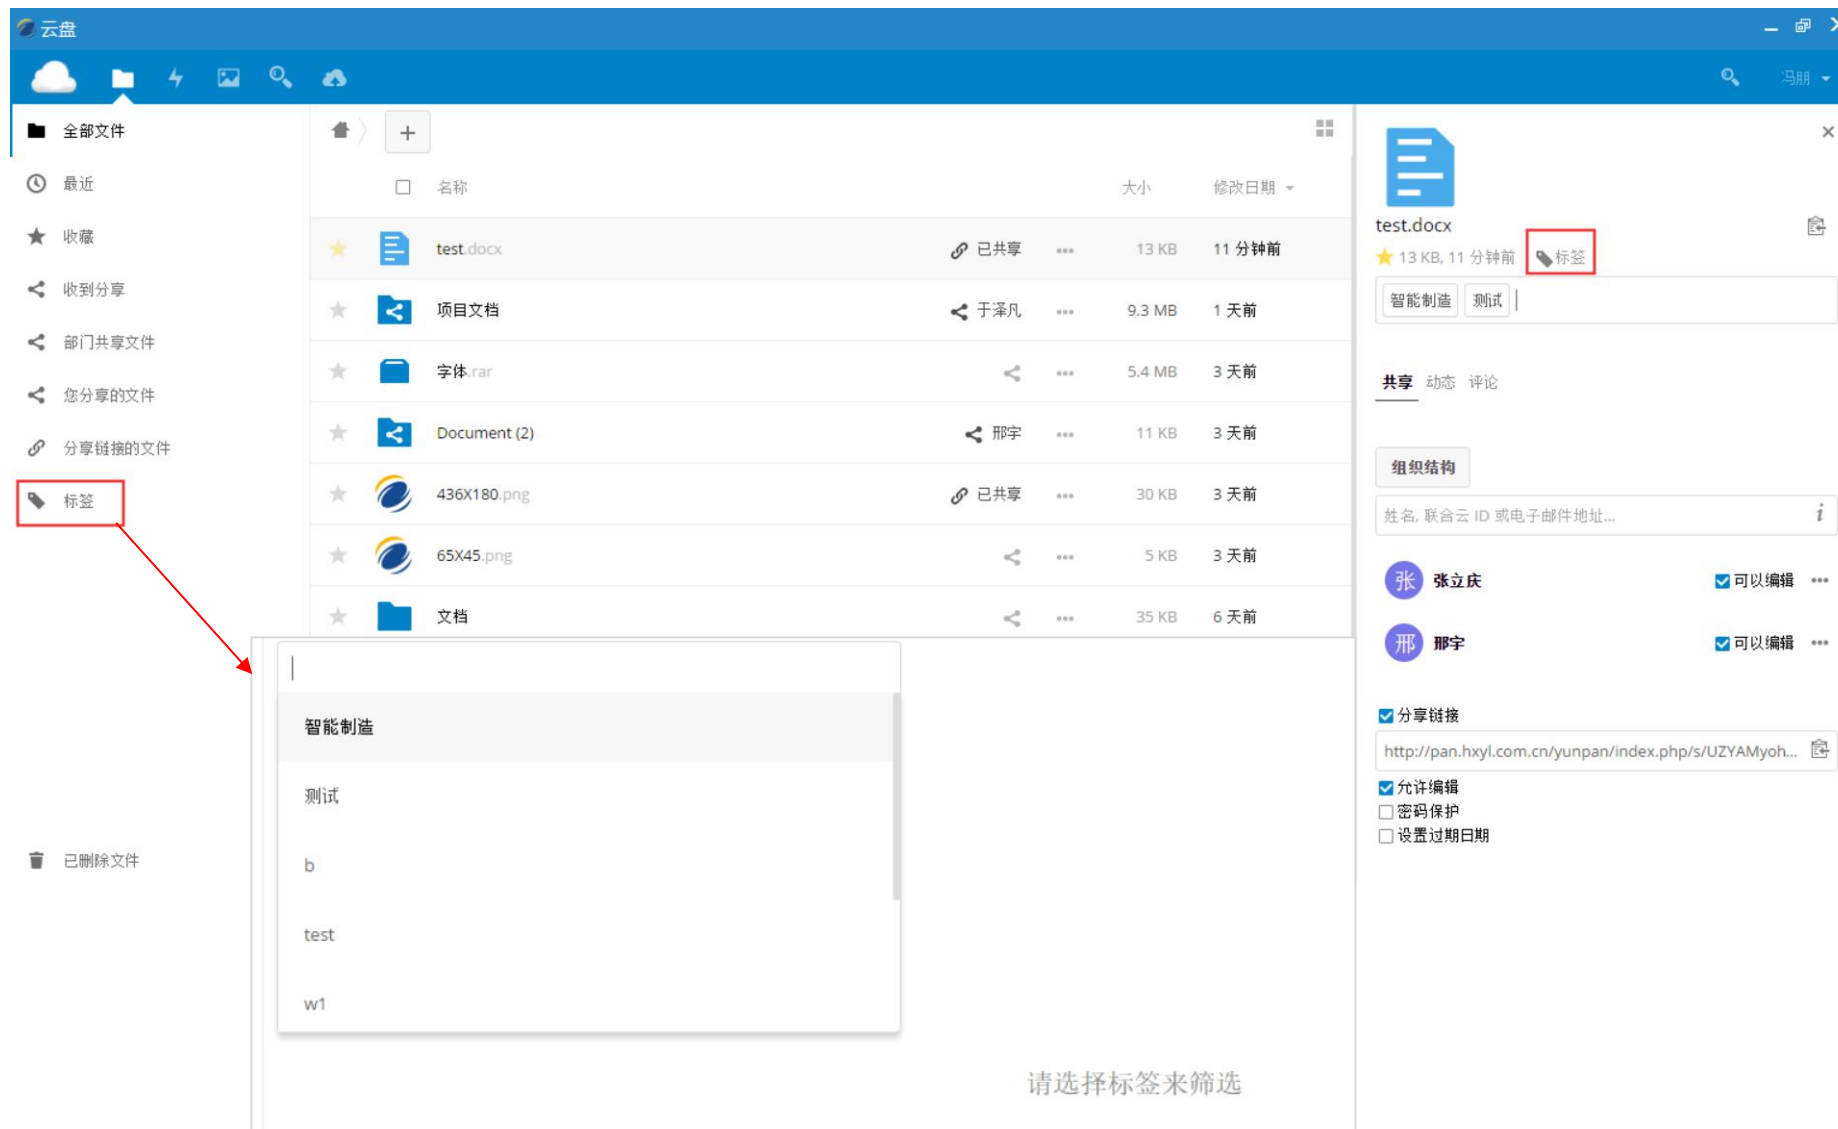 云盘
冯朋
全部文件
最近
收藏
收到分享
部门共享文件
您分享的文件
分享链接的文件
标签
已删除文件
+
名称 大小 修改日期
test.docx 已共享 13 KB 11 分钟前
项目文档 于泽凡 9.3 MB 1 天前
字体.rar 5.4 MB 3 天前
Document (2) 邢宇 11 KB 3 天前
436X180.png 已共享 30 KB 3 天前
65X45.png 5 KB 3 天前
文档 35 KB 6 天前
智能制造
测试
b
test
w1
请选择标签来筛选
test.docx
13 KB, 11 分钟前 标签
智能制造 测试
共享 动态 评论
组织结构
姓名, 联合云 ID 或电子邮件地址... i
张 张立庆 可以编辑
邢 邢宇 可以编辑
分享链接
http://pan.hxyl.com.cn/yunpan/index.php/s/UZYAMyoh...
允许编辑
密码保护
设置过期日期